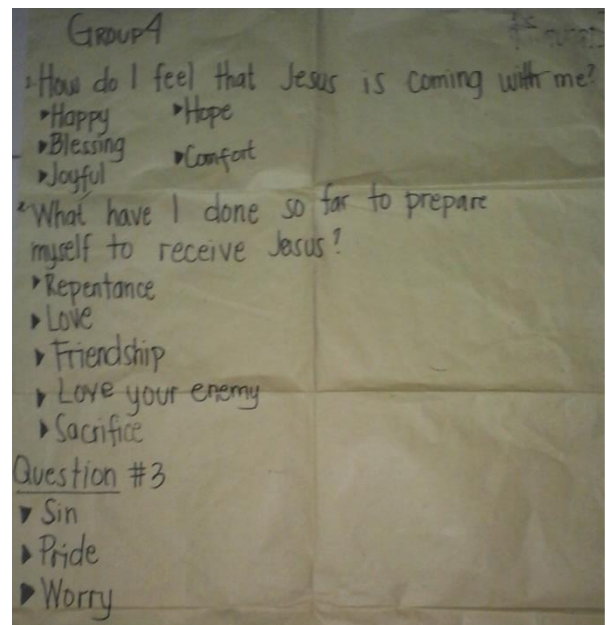 GROUP 4
1. How do I feel that Jesus is coming with me?
▸Happy ▸Hope
▸Blessing
▸Comfort
▸Joyful
2. What have I done so far to prepare
myself to receive Jesus?
▸Repentance
▸Love
▸Friendship
▸Love your enemy
▸Sacrifice
Question #3
▸Sin
▸Pride
▸Worry